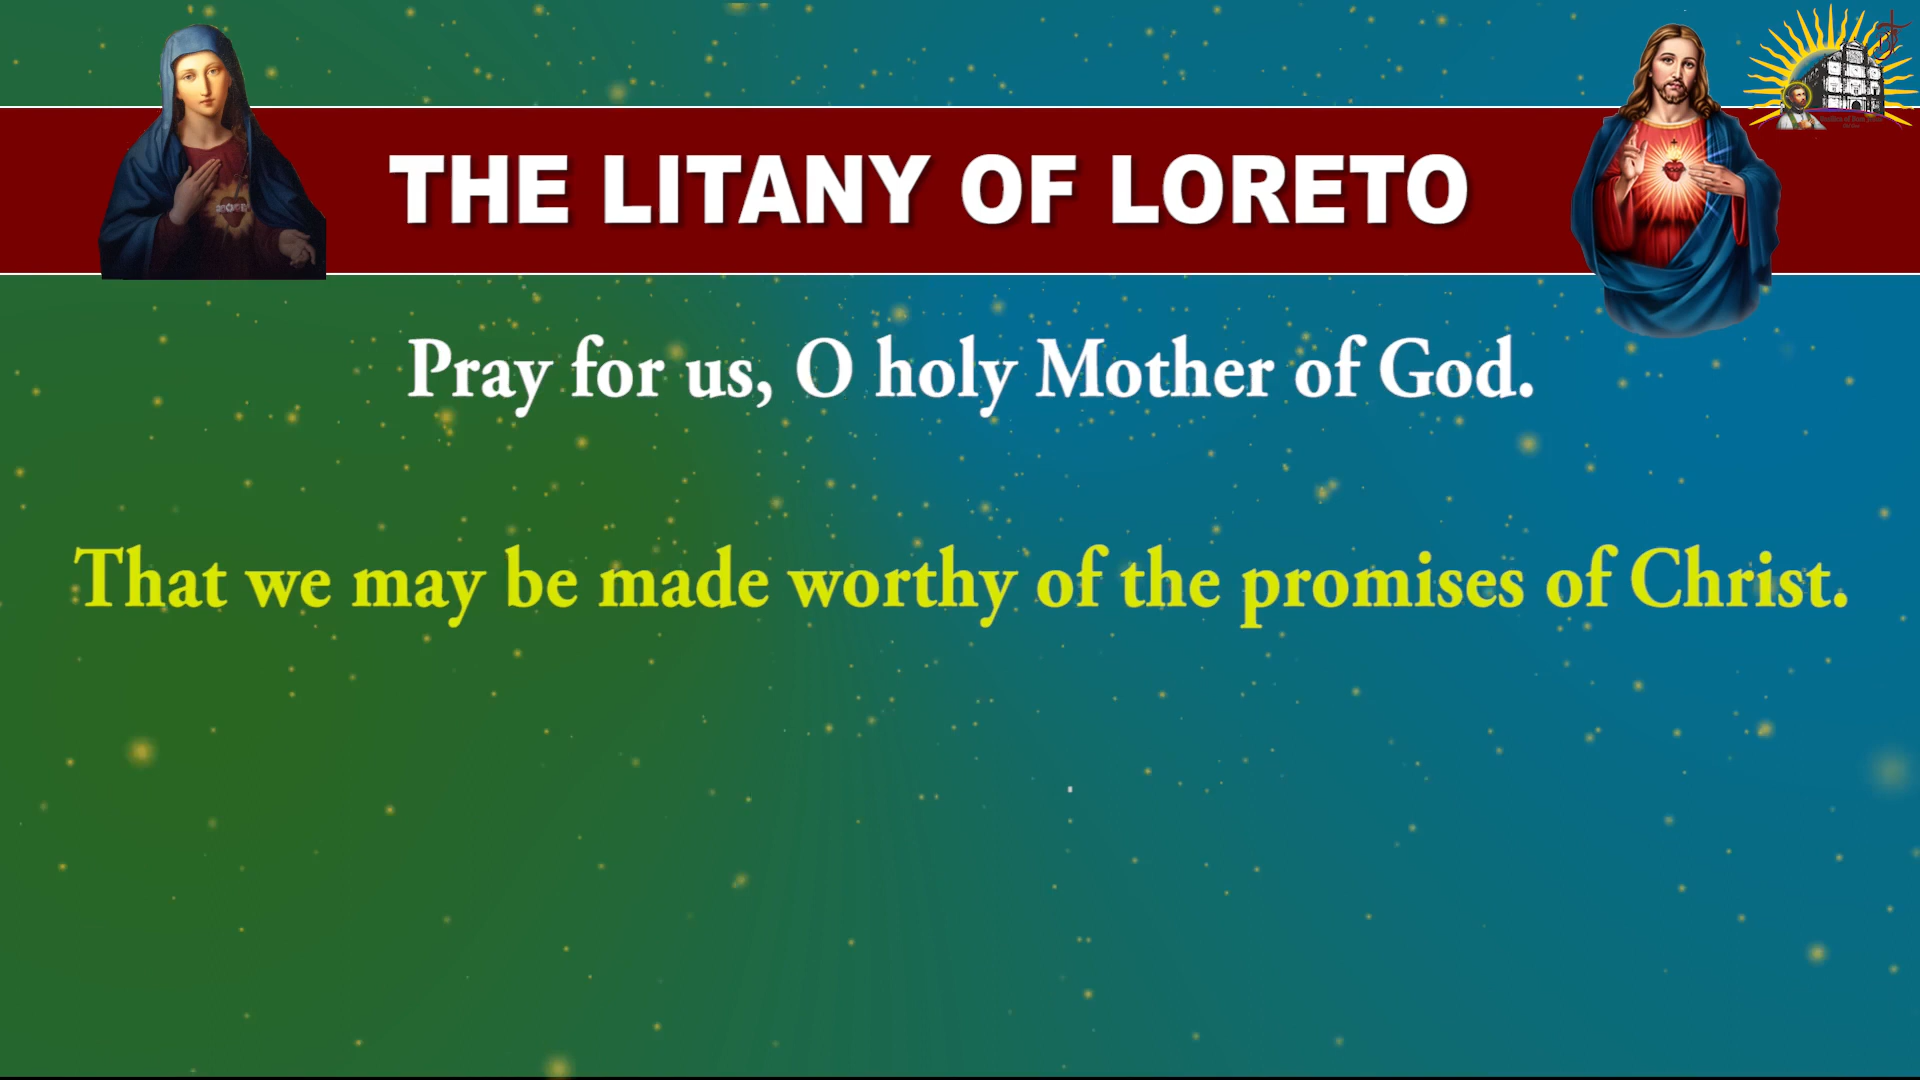 THE LITANY OF LORETO
Pray for us, O holy Mother of God.
That we may be made worthy of the promises of Christ.